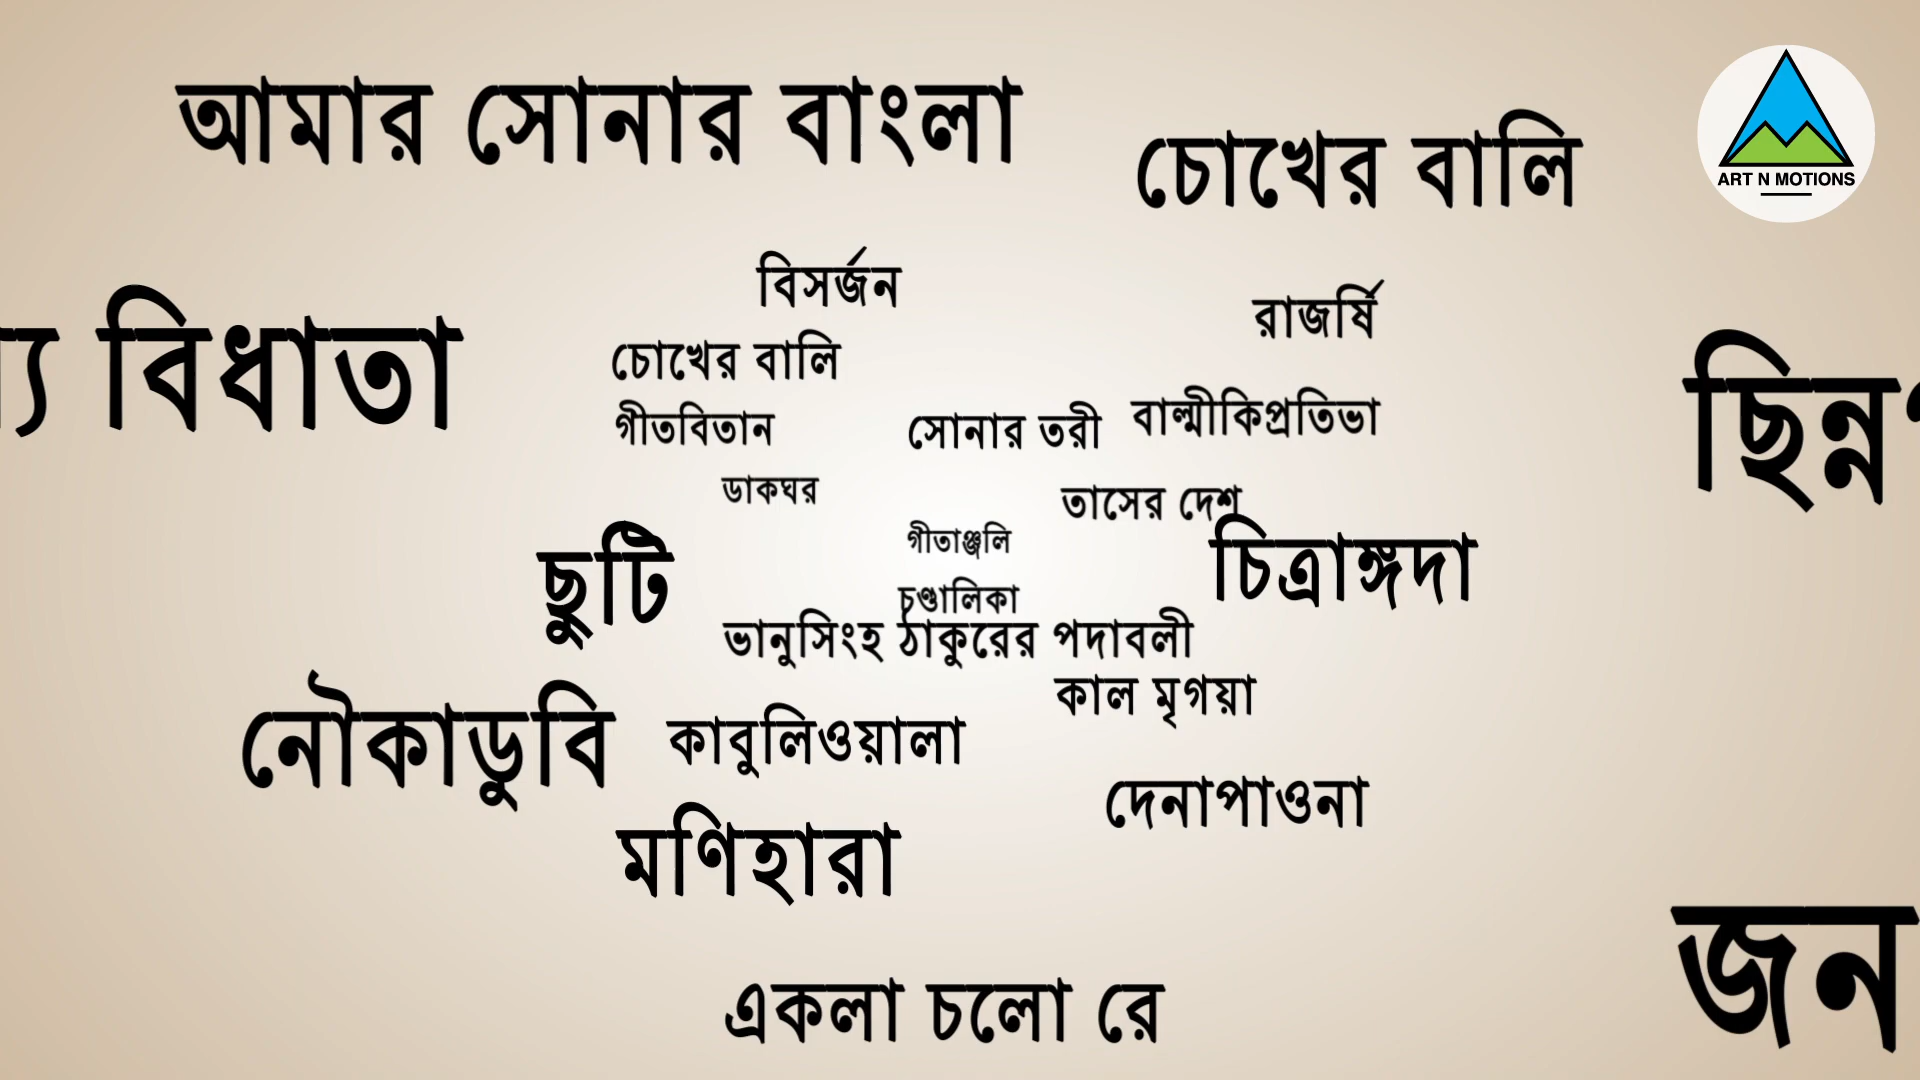 আমার সোনার বাংলা
চোখের বালি
ART N MOTIONS
বিসর্জন
রাজর্ষি
বিধাতা
চোখের বালি
গীতবিতান
সোনার তরী
বাল্মীকিপ্রতিভা
ডাকঘর
তাসের দেশ
ছুটি
গীতাঞ্জলি
চিত্রাঙ্গদা
চণ্ডালিকা
ভানুসিংহ ঠাকুরের পদাবলী
কাল মৃগয়া
নৌকাডুবি
কাবুলিওয়ালা
দেনাপাওনা
মণিহারা
জন
একলা চলো রে